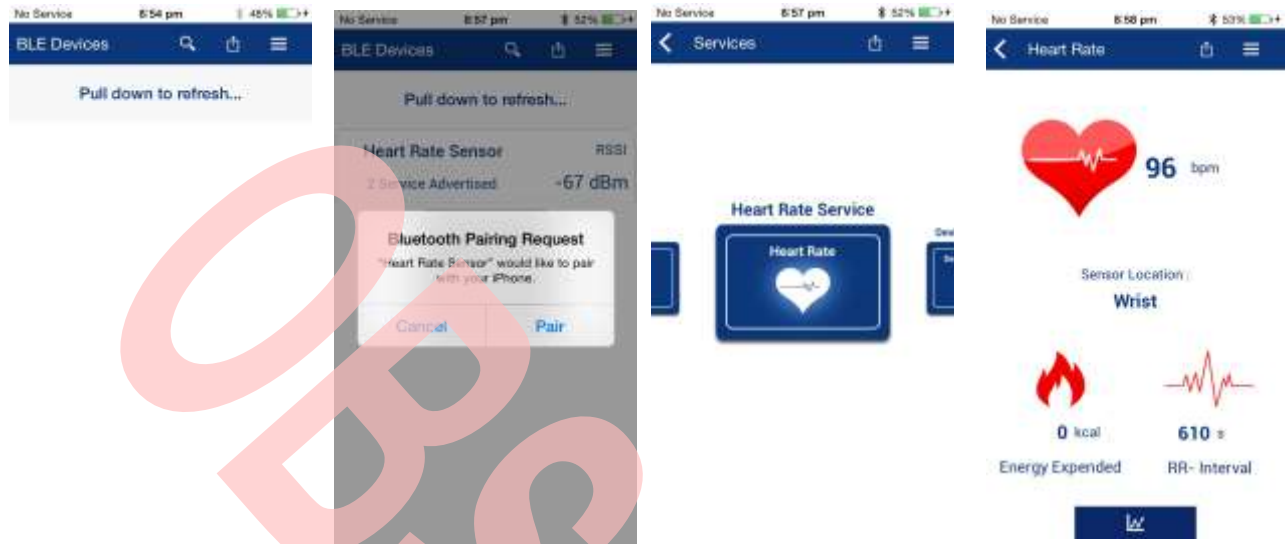 No Service 8:54 pm 48%
BLE Devices
Pull down to refresh...
No Service 8:57 pm 52%
BLE Devices
Pull down to refresh...
Heart Rate Sensor RSSI
2 Service Advertised -67 dBm
Bluetooth Pairing Request
"Heart Rate Sensor" would like to pair
with your iPhone.
Cancel Pair
No Service 8:57 pm 52%
Services
Heart Rate Service
Heart Rate
No Service 8:58 pm 53%
Heart Rate
96 bpm
Sensor Location :
Wrist
0 kcal 610 s
Energy Expended RR- Interval